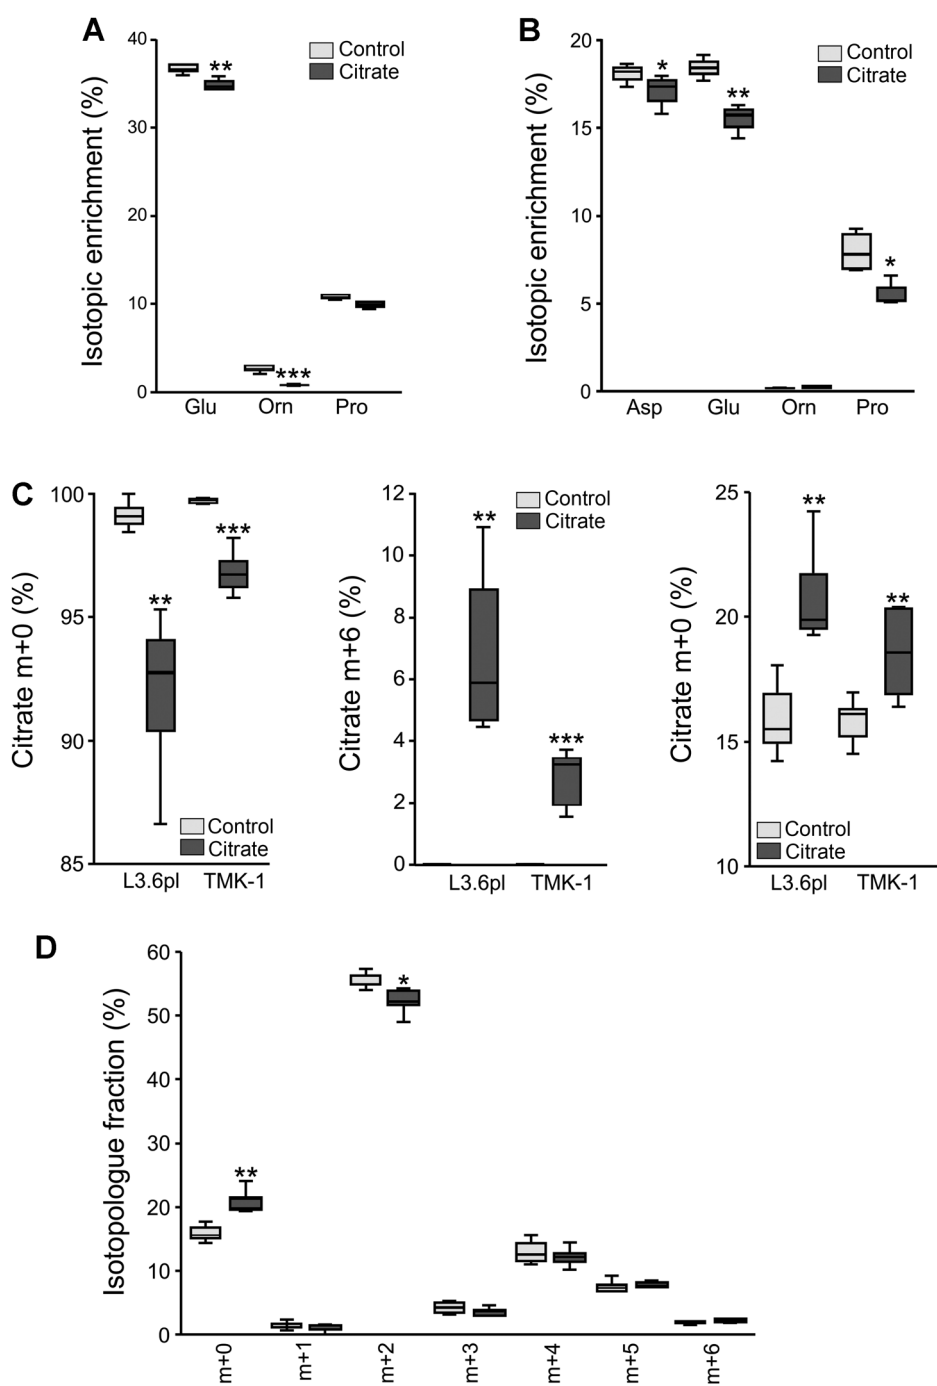 A
Isotopic enrichment (%)
40
30
20
10
0
Control
Citrate
**
***
Glu Orn Pro
B
Isotopic enrichment (%)
20
15
10
5
0
Control
Citrate
*
**
*
Asp Glu Orn Pro
C
Citrate m+0 (%)
100
95
90
85
**
***
Control
Citrate
L3.6pl TMK-1
Citrate m+6 (%)
12
10
8
6
4
2
0
Control
Citrate
**
***
L3.6pl TMK-1
Citrate m+0 (%)
25
20
15
10
**
**
Control
Citrate
L3.6pl TMK-1
D
Isotopologue fraction (%)
60
50
40
30
20
10
0
**
*
m+0 m+1 m+2 m+3 m+4 m+5 m+6